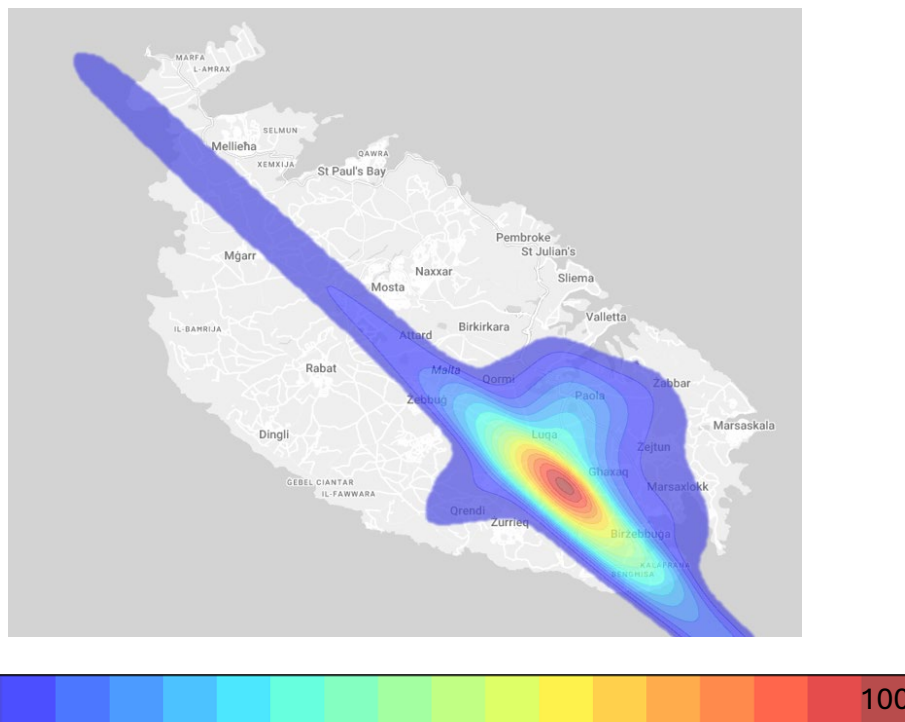 MARFA
L-AMRAX
SELMUN
Mellieħa
QAWRA
XEMXIJA
St Paul's Bay
Pembroke
St Julian's
Mġarr
Naxxar
Sliema
Mosta
Valletta
IL-BAĦRIJA
Birkirkara
Attard
Rabat
Malta
Qormi
Żabbar
Paola
Żebbuġ
Marsaskala
Dingli
Luqa
Żejtun
Għaxaq
GEBEL CIANTAR
Marsaxlokk
IL-FAWWARA
Qrendi
Żurrieq
Birżebbuġa
KALAFRANA
BENGĦISA
100